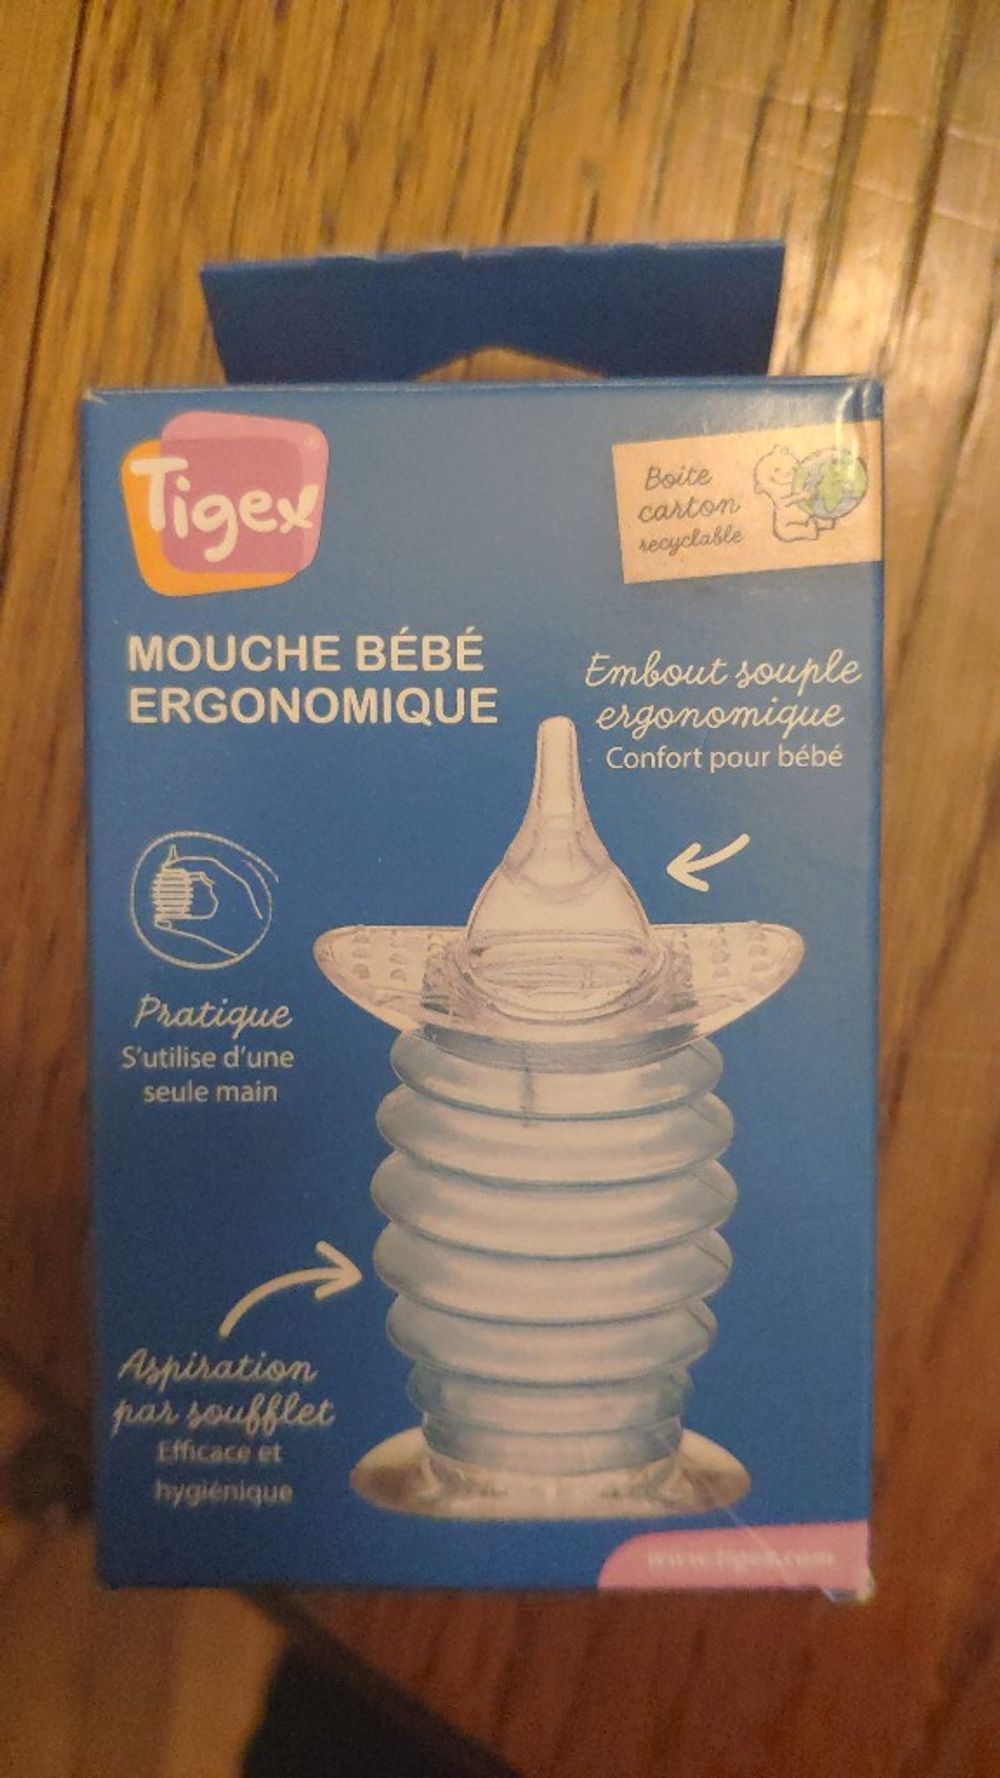 Tigex
Boite
carton
recyclable
MOUCHE BÉBÉ
ERGONOMIQUE
Embout souple
ergonomique
Confort pour bébé
Pratique
S'utilise d'une
seule main
Aspiration
par soufflet
Efficace et
hygiénique
www.tigex.com